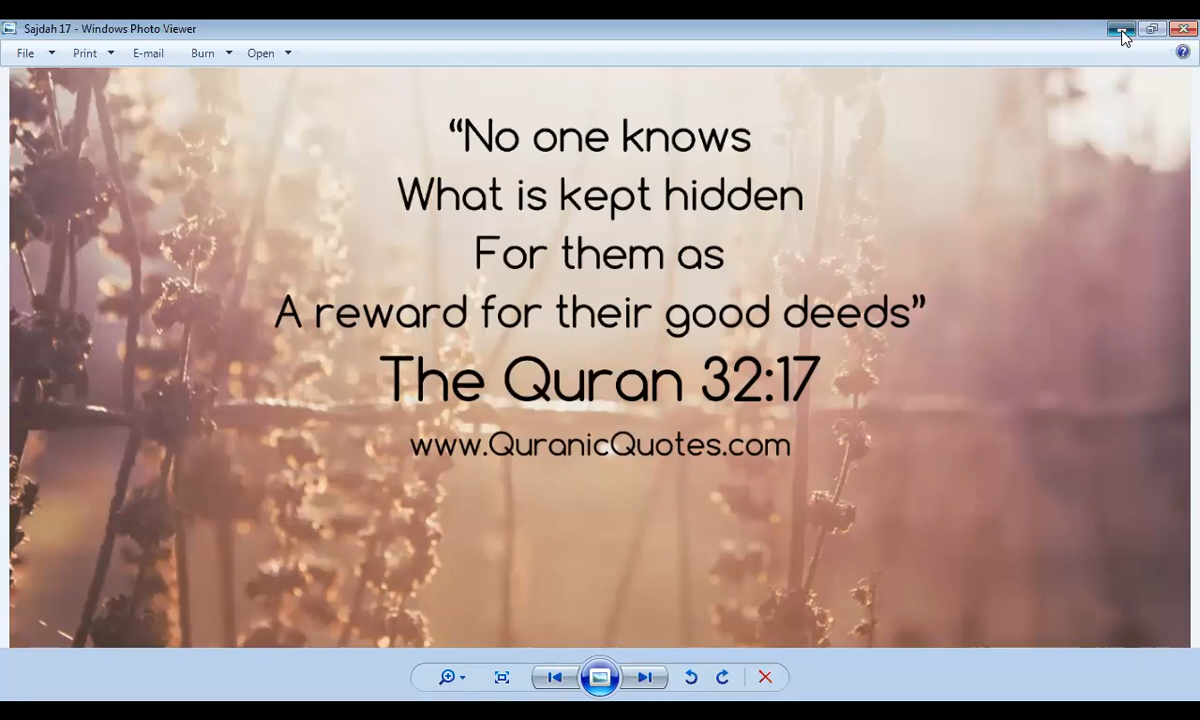 Sajdah 17 - Windows Photo Viewer
File Print E-mail Burn Open
“No one knows
What is kept hidden
For them as
A reward for their good deeds”
The Quran 32:17
www.QuranicQuotes.com